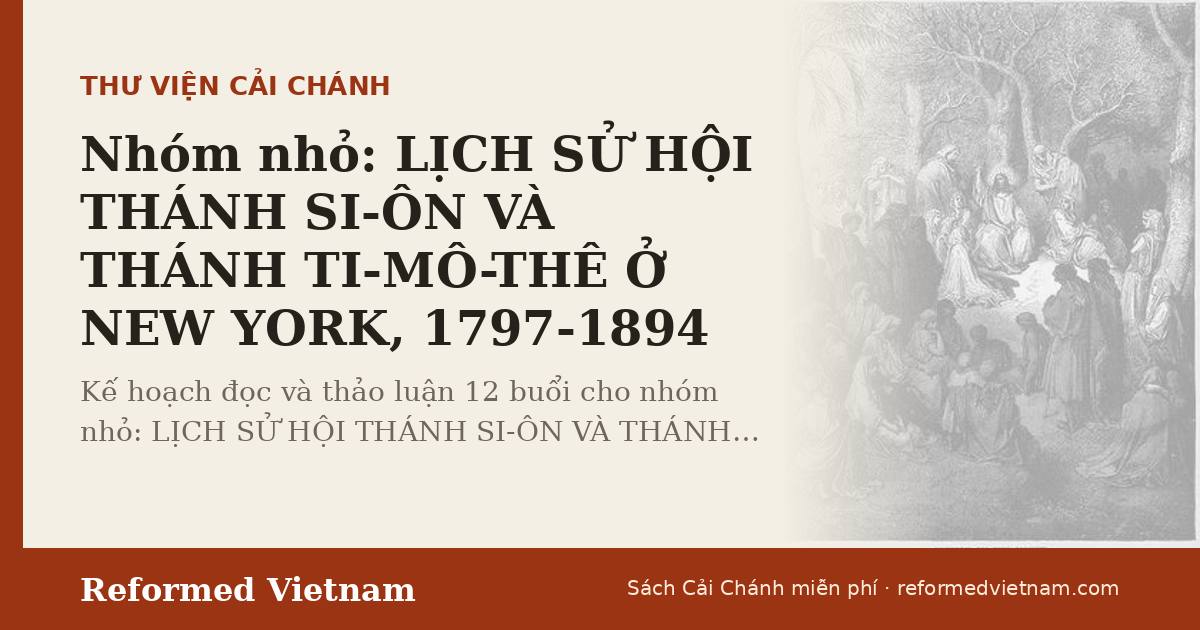 THƯ VIỆN CẢI CHÁNH
Nhóm nhỏ: LỊCH SỬ HỘI
THÁNH SI-ÔN VÀ
THÁNH TI-MÔ-THÊ Ở
NEW YORK, 1797-1894
Kế hoạch đọc và thảo luận 12 buổi cho nhóm
nhỏ: LỊCH SỬ HỘI THÁNH SI-ÔN VÀ THÁNH...
Reformed Vietnam
Sách Cải Chánh miễn phí · reformedvietnam.com